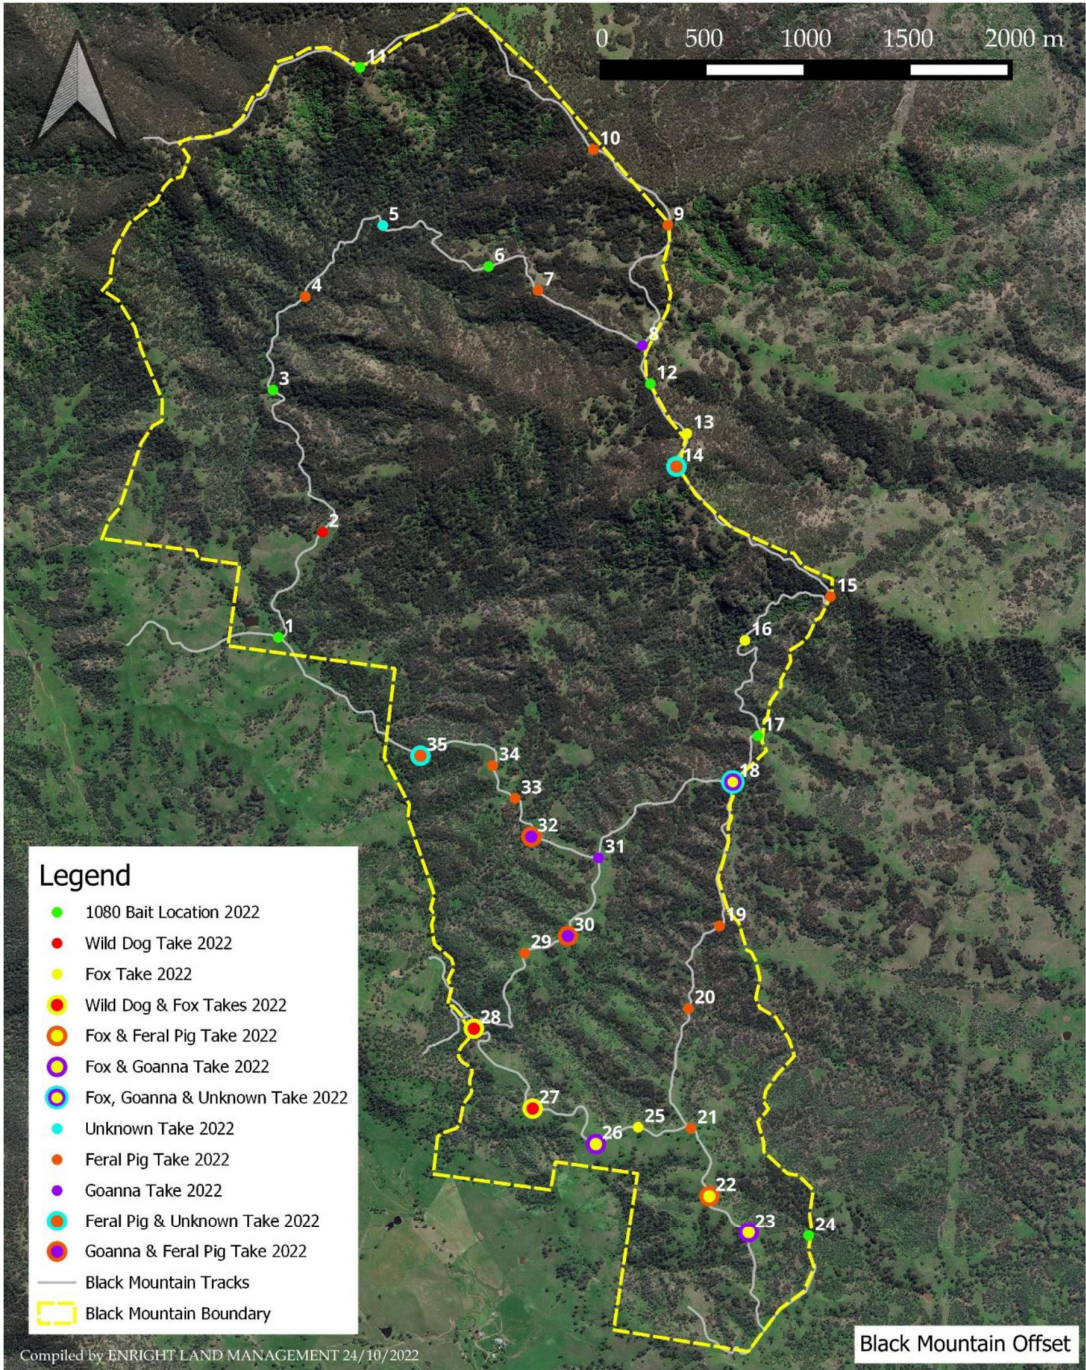 0 500 1000 1500 2000 m
11
10
5
9
6
7
4
8
12
3
13
14
2
15
1
16
17
35
34
18
33
32
31
Legend
1080 Bait Location 2022
Wild Dog Take 2022
Fox Take 2022
Wild Dog & Fox Takes 2022
Fox & Feral Pig Take 2022
Fox & Goanna Take 2022
Fox, Goanna & Unknown Take 2022
Unknown Take 2022
Feral Pig Take 2022
Goanna Take 2022
Feral Pig & Unknown Take 2022
Goanna & Feral Pig Take 2022
Black Mountain Tracks
Black Mountain Boundary
19
30
29
20
28
27
25
21
26
22
23
24
Compiled by ENRIGHT LAND MANAGEMENT 24/10/2022
Black Mountain Offset